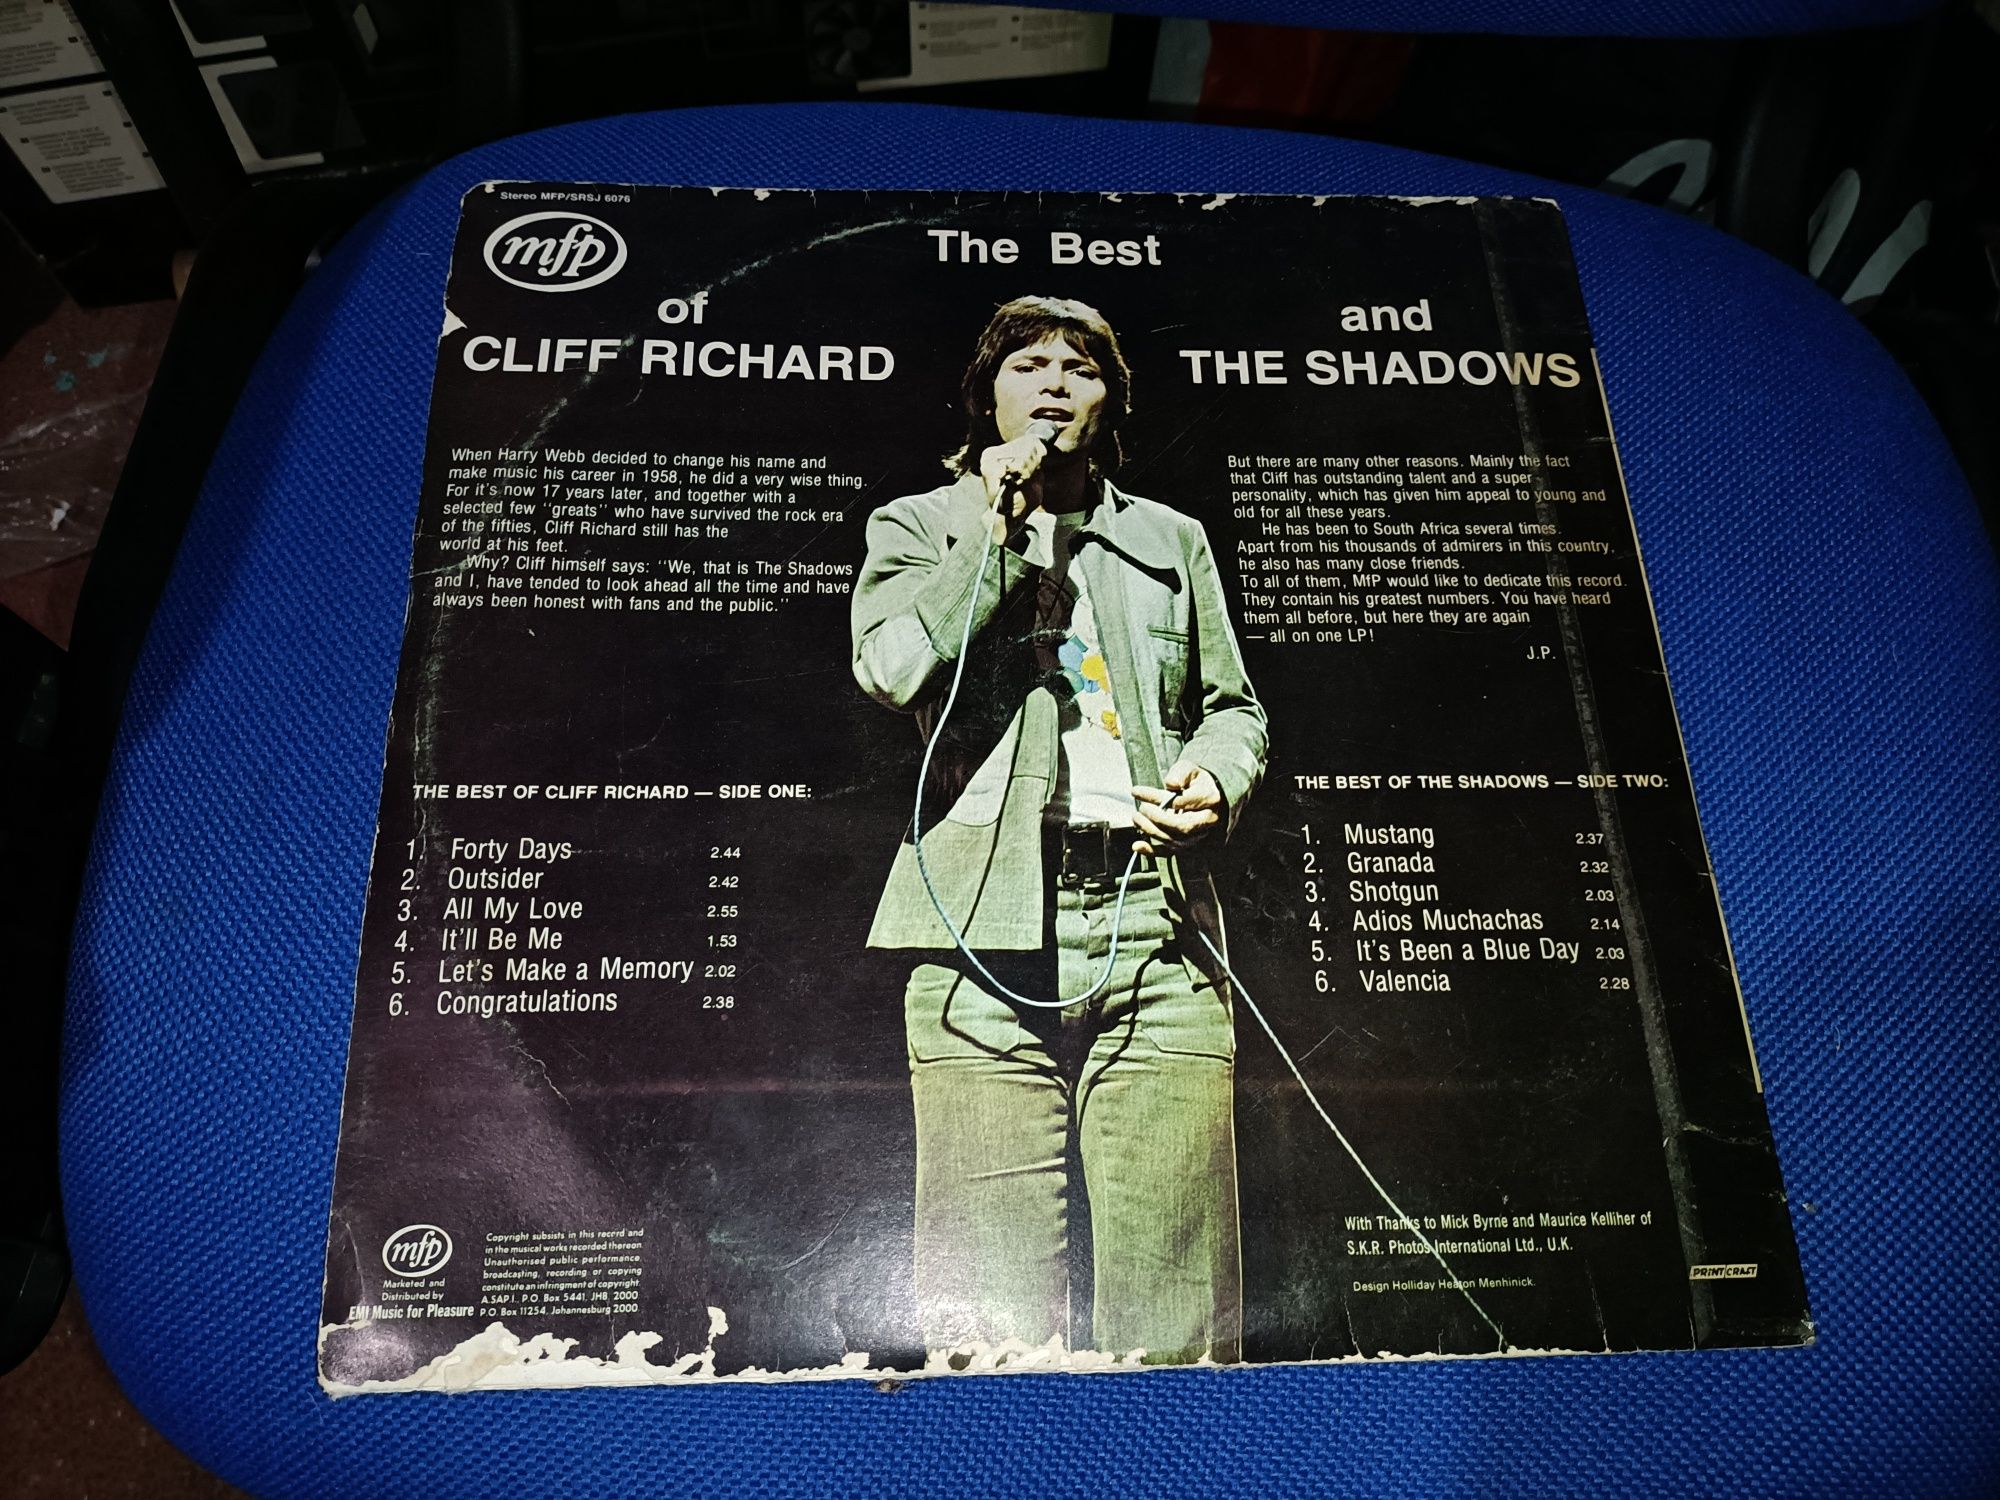 Stereo MFP/SRSJ 6076
mfp
The Best
of
CLIFF RICHARD
and
THE SHADOWS
When Harry Webb decided to change his name and
make music his career in 1958, he did a very wise thing.
For it's now 17 years later, and together with a
selected few "greats" who have survived the rock era
of the fifties, Cliff Richard still has the
world at his feet.
Why? Cliff himself says: "We, that is The Shadows
and I, have tended to look ahead all the time and have
always been honest with fans and the public."
But there are many other reasons. Mainly the fact
that Cliff has outstanding talent and a super
personality, which has given him appeal to young and
old for all these years.
He has been to South Africa several times.
Apart from his thousands of admirers in this country,
he also has many close friends.
To all of them, MfP would like to dedicate this record.
They contain his greatest numbers. You have heard
them all before, but here they are again
— all on one LP!
J.P.
THE BEST OF CLIFF RICHARD — SIDE ONE:
1. Forty Days 2.44
2. Outsider 2.42
3. All My Love 2.55
4. It'll Be Me 1.53
5. Let's Make a Memory 2.02
6. Congratulations 2.38
THE BEST OF THE SHADOWS — SIDE TWO:
1. Mustang 2.37
2. Granada 2.32
3. Shotgun 2.03
4. Adios Muchachas 2.14
5. It's Been a Blue Day 2.03
6. Valencia 2.28
mfp
Marketed and
Distributed by
EMI Music for Pleasure
Copyright subsists in this record and
in the musical works recorded thereon.
Unauthorised public performance,
broadcasting, recording or copying
constitute an infringement of copyright.
A.S.A.P.I., P.O. Box 5441, JHB, 2000
P.O. Box 11254, Johannesburg 2000.
With Thanks to Mick Byrne and Maurice Kelliher of
S.K.R. Photos International Ltd., U.K.
Design Holliday Heaton Menhinick.
PRINTCRAFT